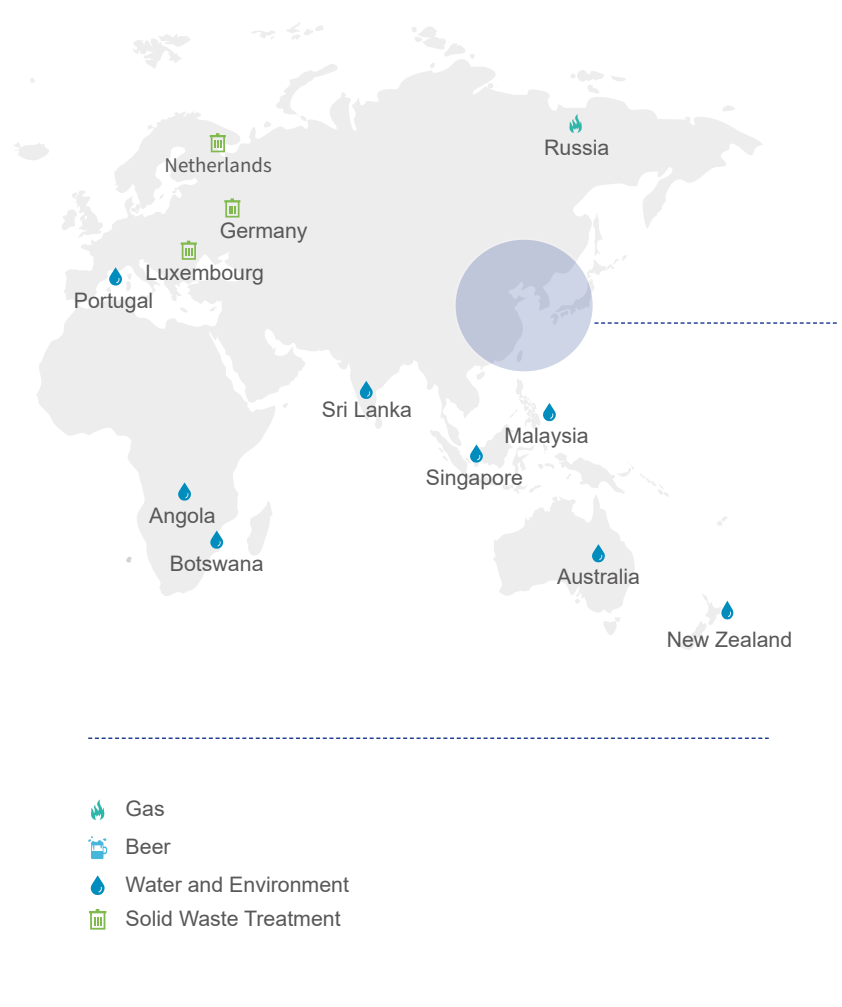 Russia
Netherlands
Germany
Luxembourg
Portugal
Sri Lanka
Malaysia
Singapore
Angola
Botswana
Australia
New Zealand
Gas
Beer
Water and Environment
Solid Waste Treatment